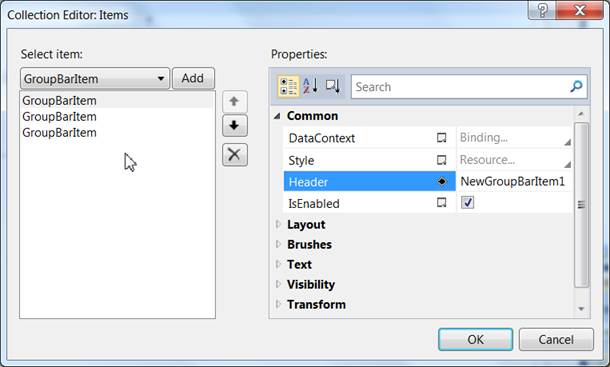 Collection Editor: Items
Select item:
GroupBarItem
Add
GroupBarItem
GroupBarItem
GroupBarItem
Properties:
Search
Common
DataContext
Binding...
Style
Resource...
Header
NewGroupBarItem1
IsEnabled
Layout
Brushes
Text
Visibility
Transform
OK
Cancel